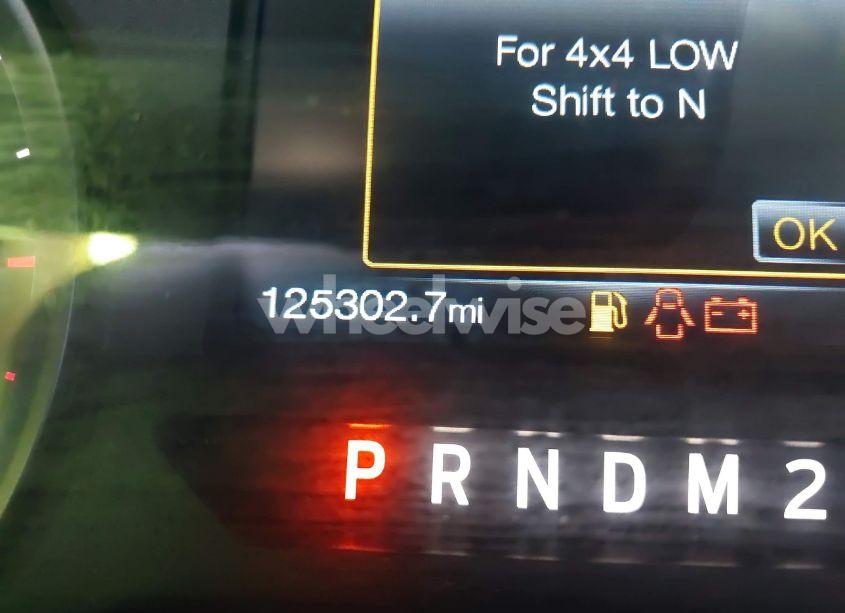 For 4x4 LOW
Shift to N
OK
125302.7mi
wheelwise
P R N D M 2